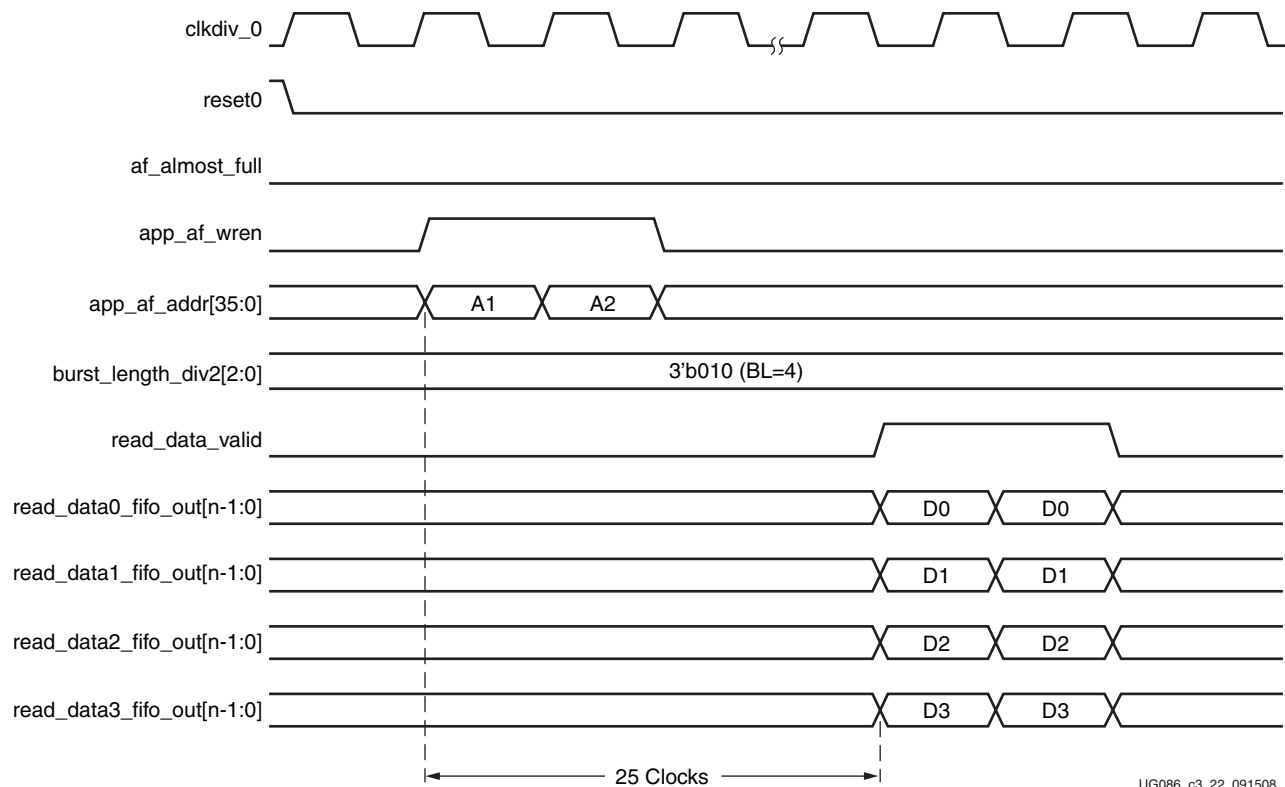 clkdiv_0
reset0
af_almost_full
app_af_wren
app_af_addr[35:0] A1 A2
burst_length_div2[2:0] 3'b010 (BL=4)
read_data_valid
read_data0_fifo_out[n-1:0] D0 D0
read_data1_fifo_out[n-1:0] D1 D1
read_data2_fifo_out[n-1:0] D2 D2
read_data3_fifo_out[n-1:0] D3 D3
25 Clocks
UG086_c3_22_091508